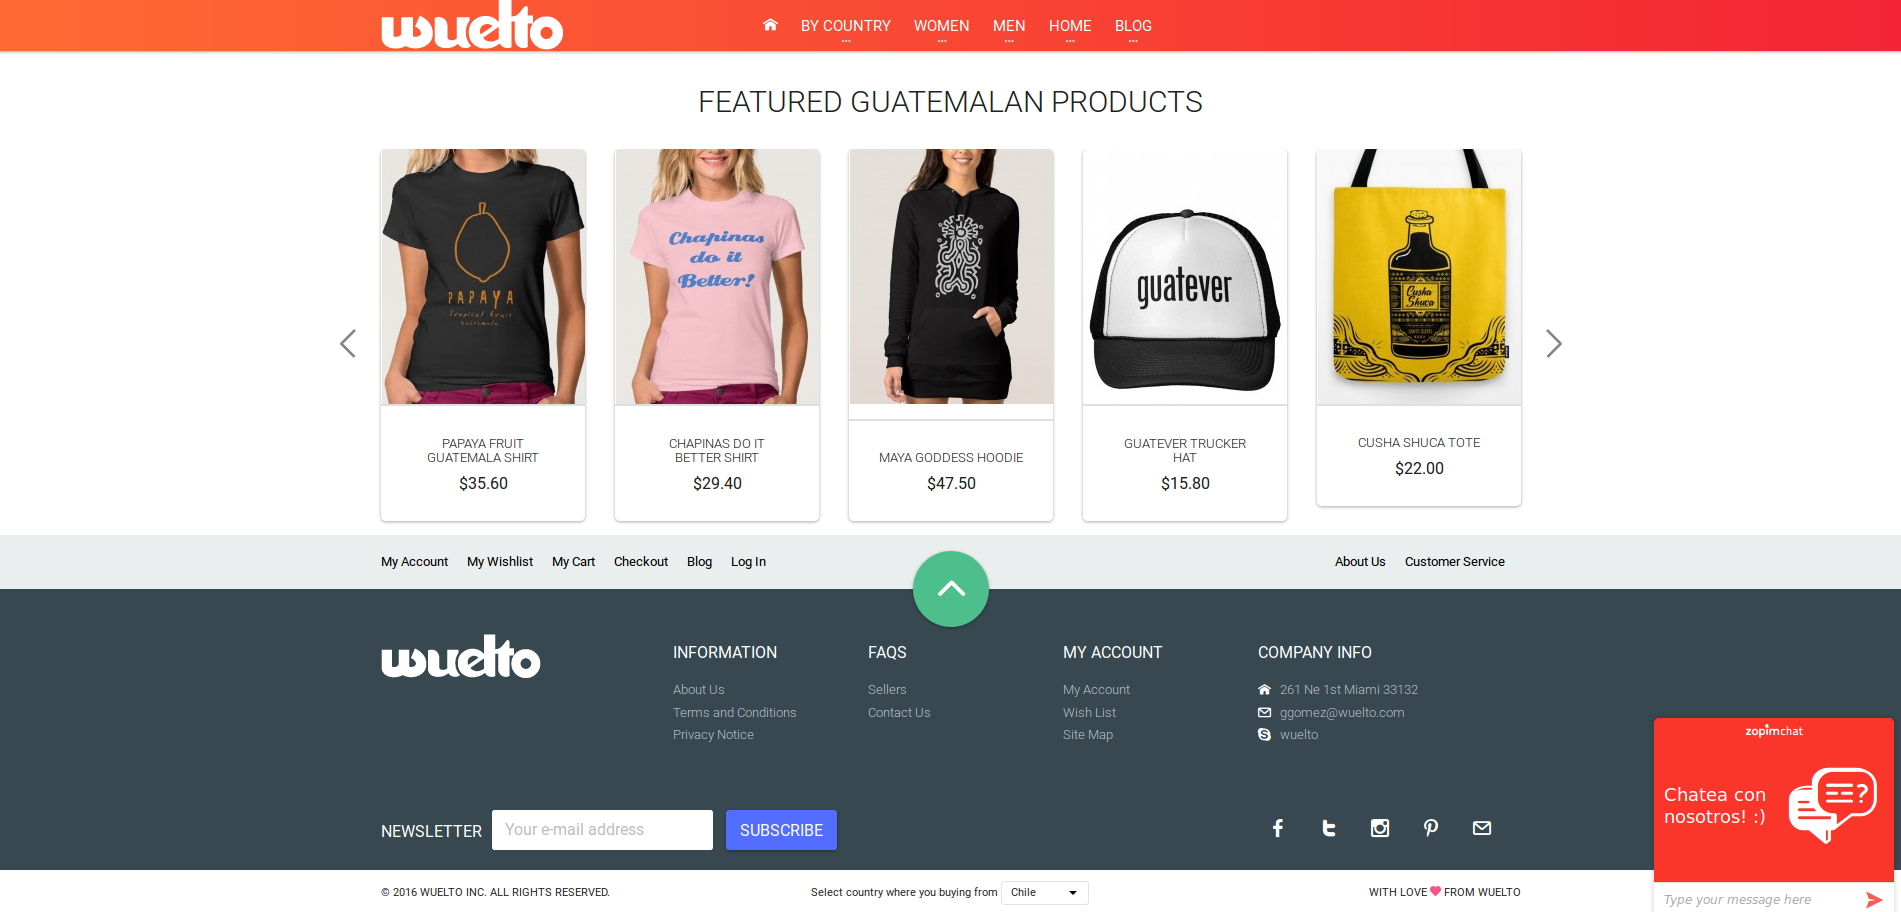 wuelto
BY COUNTRY WOMEN MEN HOME BLOG
FEATURED GUATEMALAN PRODUCTS
PAPAYA
Tropical fruit
Guatemala
Chapinas
do it
Better!
guatever
Cusha
Shuca
PAPAYA FRUIT
GUATEMALA SHIRT
$35.60
CHAPINAS DO IT
BETTER SHIRT
$29.40
MAYA GODDESS HOODIE
$47.50
GUATEVER TRUCKER
HAT
$15.80
CUSHA SHUCA TOTE
$22.00
My Account My Wishlist My Cart Checkout Blog Log In
About Us Customer Service
wuelto
INFORMATION
About Us
Terms and Conditions
Privacy Notice
FAQS
Sellers
Contact Us
MY ACCOUNT
My Account
Wish List
Site Map
COMPANY INFO
261 Ne 1st Miami 33132
ggomez@wuelto.com
wuelto
NEWSLETTER Your e-mail address SUBSCRIBE
© 2016 WUELTO INC. ALL RIGHTS RESERVED.
Select country where you buying from Chile
WITH LOVE FROM WUELTO
zopimchat
Chatea con
nosotros! :)
Type your message here